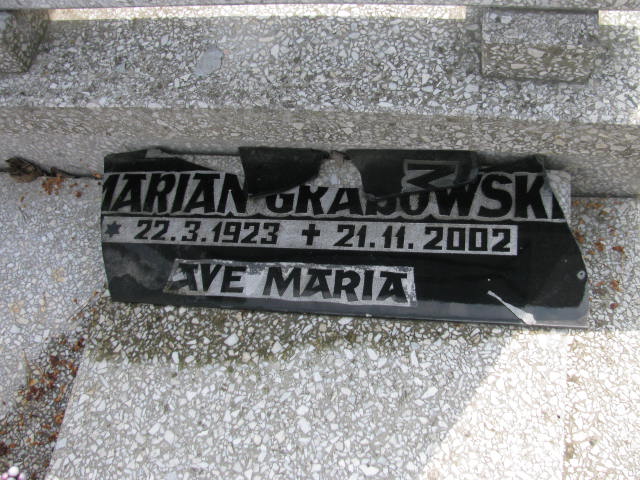 MARIAN GRABOWSKI
* 22.3.1923 + 21.11.2002
AVE MARIA